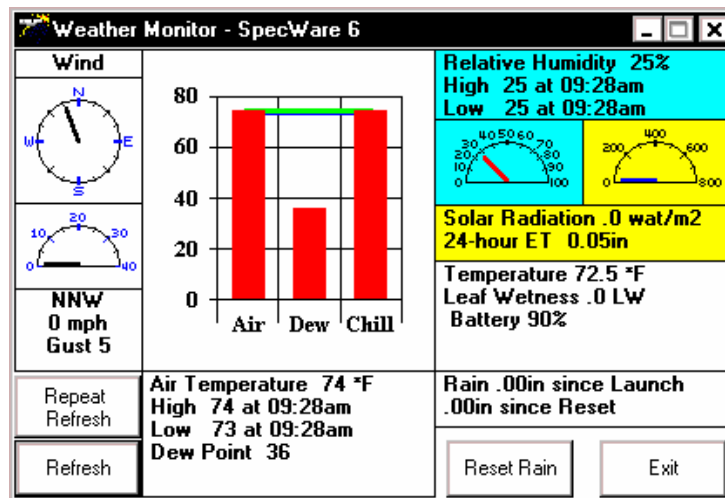 Weather Monitor - SpecWare 6
Wind
N
W
E
S
10
20
30
0
40
NNW
0 mph
Gust 5
80
60
40
20
0
Air
Dew
Chill
Relative Humidity 25%
High 25 at 09:28am
Low 25 at 09:28am
0
10
20
30
40
50
60
70
80
90
100
0
200
400
600
800
Solar Radiation .0 wat/m2
24-hour ET 0.05in
Temperature 72.5 *F
Leaf Wetness .0 LW
Battery 90%
Repeat
Refresh
Refresh
Air Temperature 74 *F
High 74 at 09:28am
Low 73 at 09:28am
Dew Point 36
Rain .00in since Launch
.00in since Reset
Reset Rain
Exit